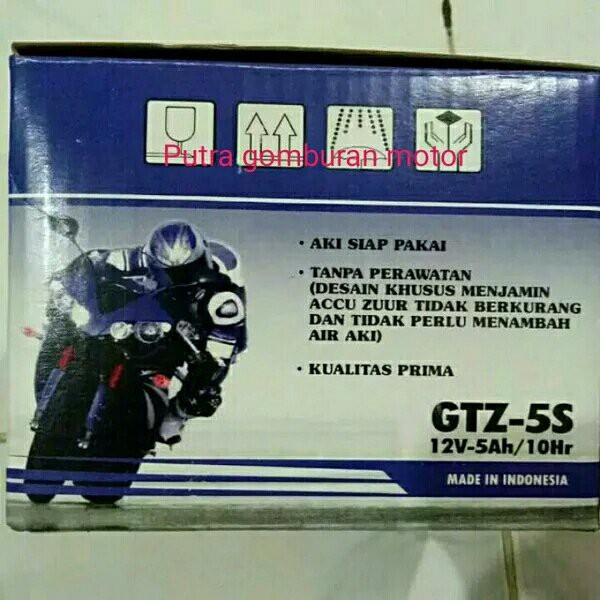 Putra gomburan motor
• AKI SIAP PAKAI
• TANPA PERAWATAN
(DESAIN KHUSUS MENJAMIN
ACCU ZUUR TIDAK BERKURANG
DAN TIDAK PERLU MENAMBAH
AIR AKI)
• KUALITAS PRIMA
GTZ-5S
12V-5Ah/10Hr
MADE IN INDONESIA